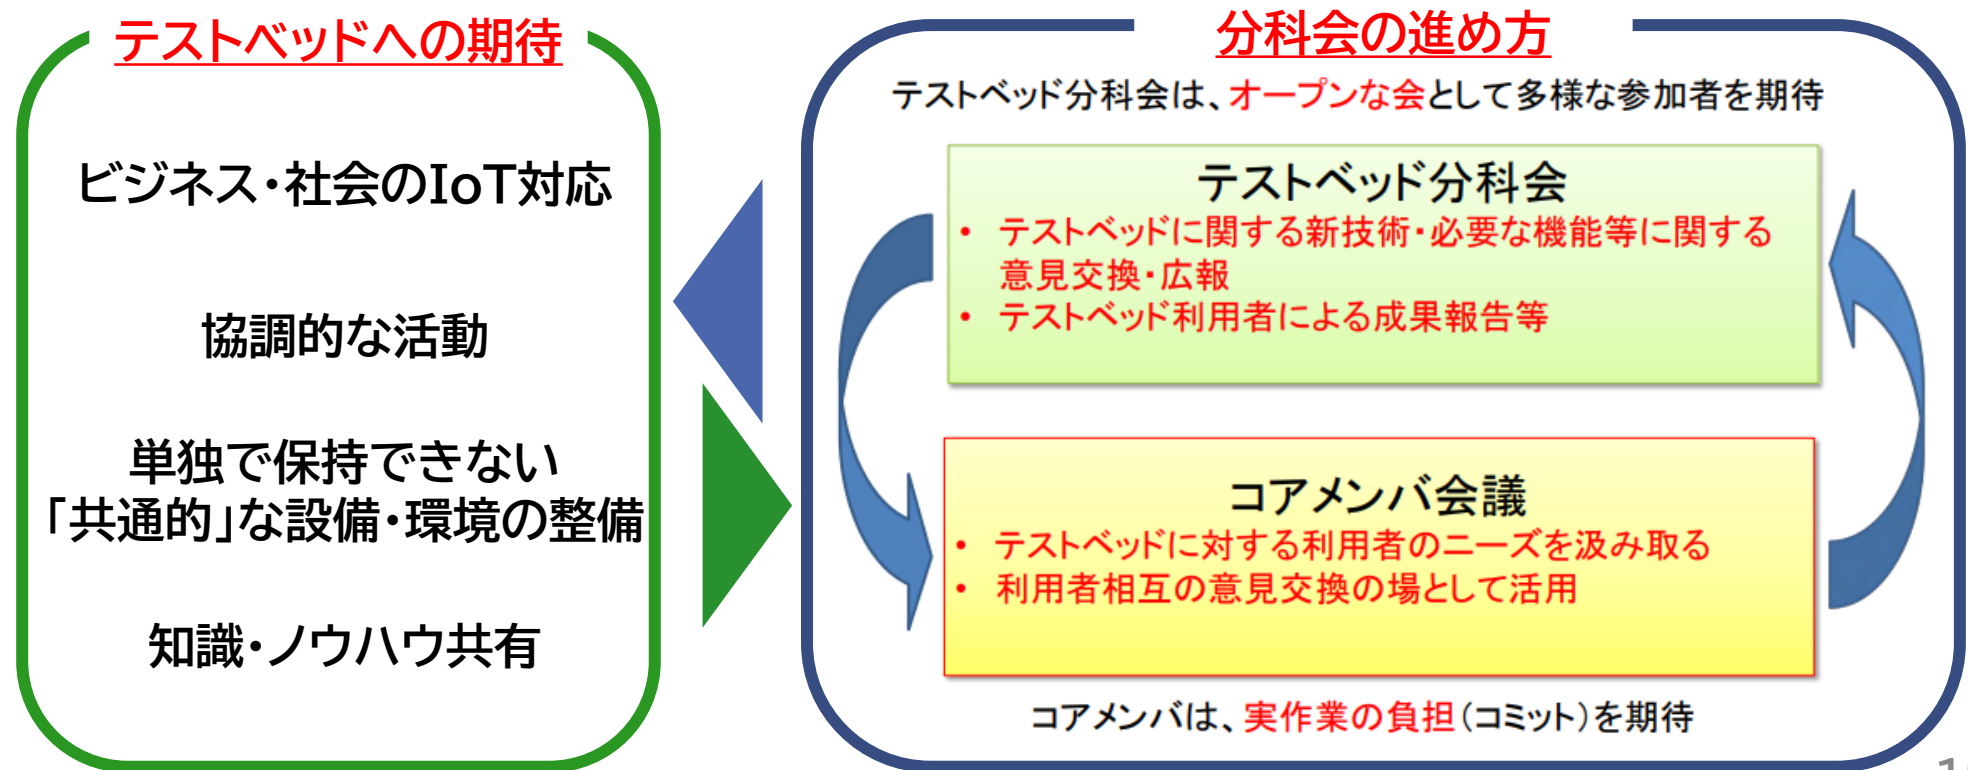 テストベッドへの期待
ビジネス・社会のIoT対応
協調的な活動
単独で保持できない
「共通的」な設備・環境の整備
知識・ノウハウ共有
分科会の進め方
テストベッド分科会は、オープンな会として多様な参加者を期待
テストベッド分科会
• テストベッドに関する新技術・必要な機能等に関する
意見交換・広報
• テストベッド利用者による成果報告等
コアメンバ会議
• テストベッドに対する利用者のニーズを汲み取る
• 利用者相互の意見交換の場として活用
コアメンバは、実作業の負担（コミット）を期待